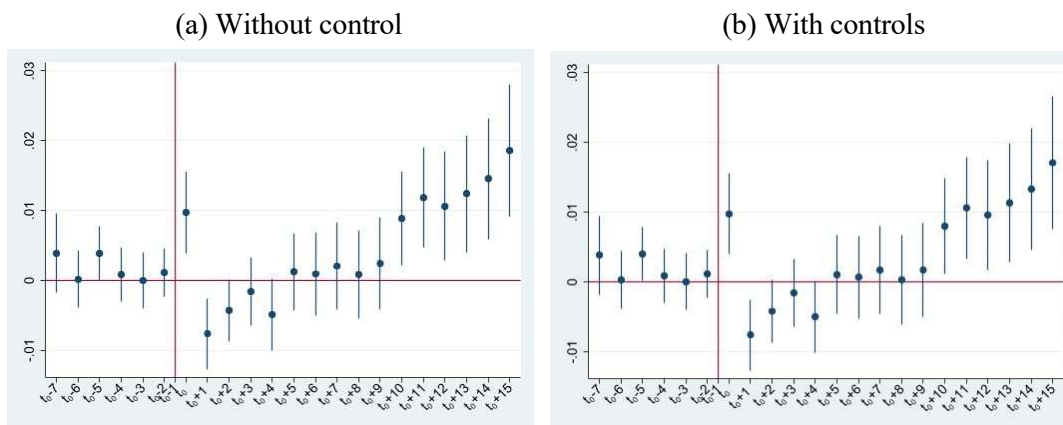 (a) Without control
(b) With controls
.03
.02
.01
0
-.01
t₀-7 t₀-6 t₀-5 t₀-4 t₀-3 t₀-2 t₀-1 t₀ t₀+1 t₀+2 t₀+3 t₀+4 t₀+5 t₀+6 t₀+7 t₀+8 t₀+9 t₀+10 t₀+11 t₀+12 t₀+13 t₀+14 t₀+15
.03
.02
.01
0
-.01
t₀-7 t₀-6 t₀-5 t₀-4 t₀-3 t₀-2 t₀-1 t₀ t₀+1 t₀+2 t₀+3 t₀+4 t₀+5 t₀+6 t₀+7 t₀+8 t₀+9 t₀+10 t₀+11 t₀+12 t₀+13 t₀+14 t₀+15